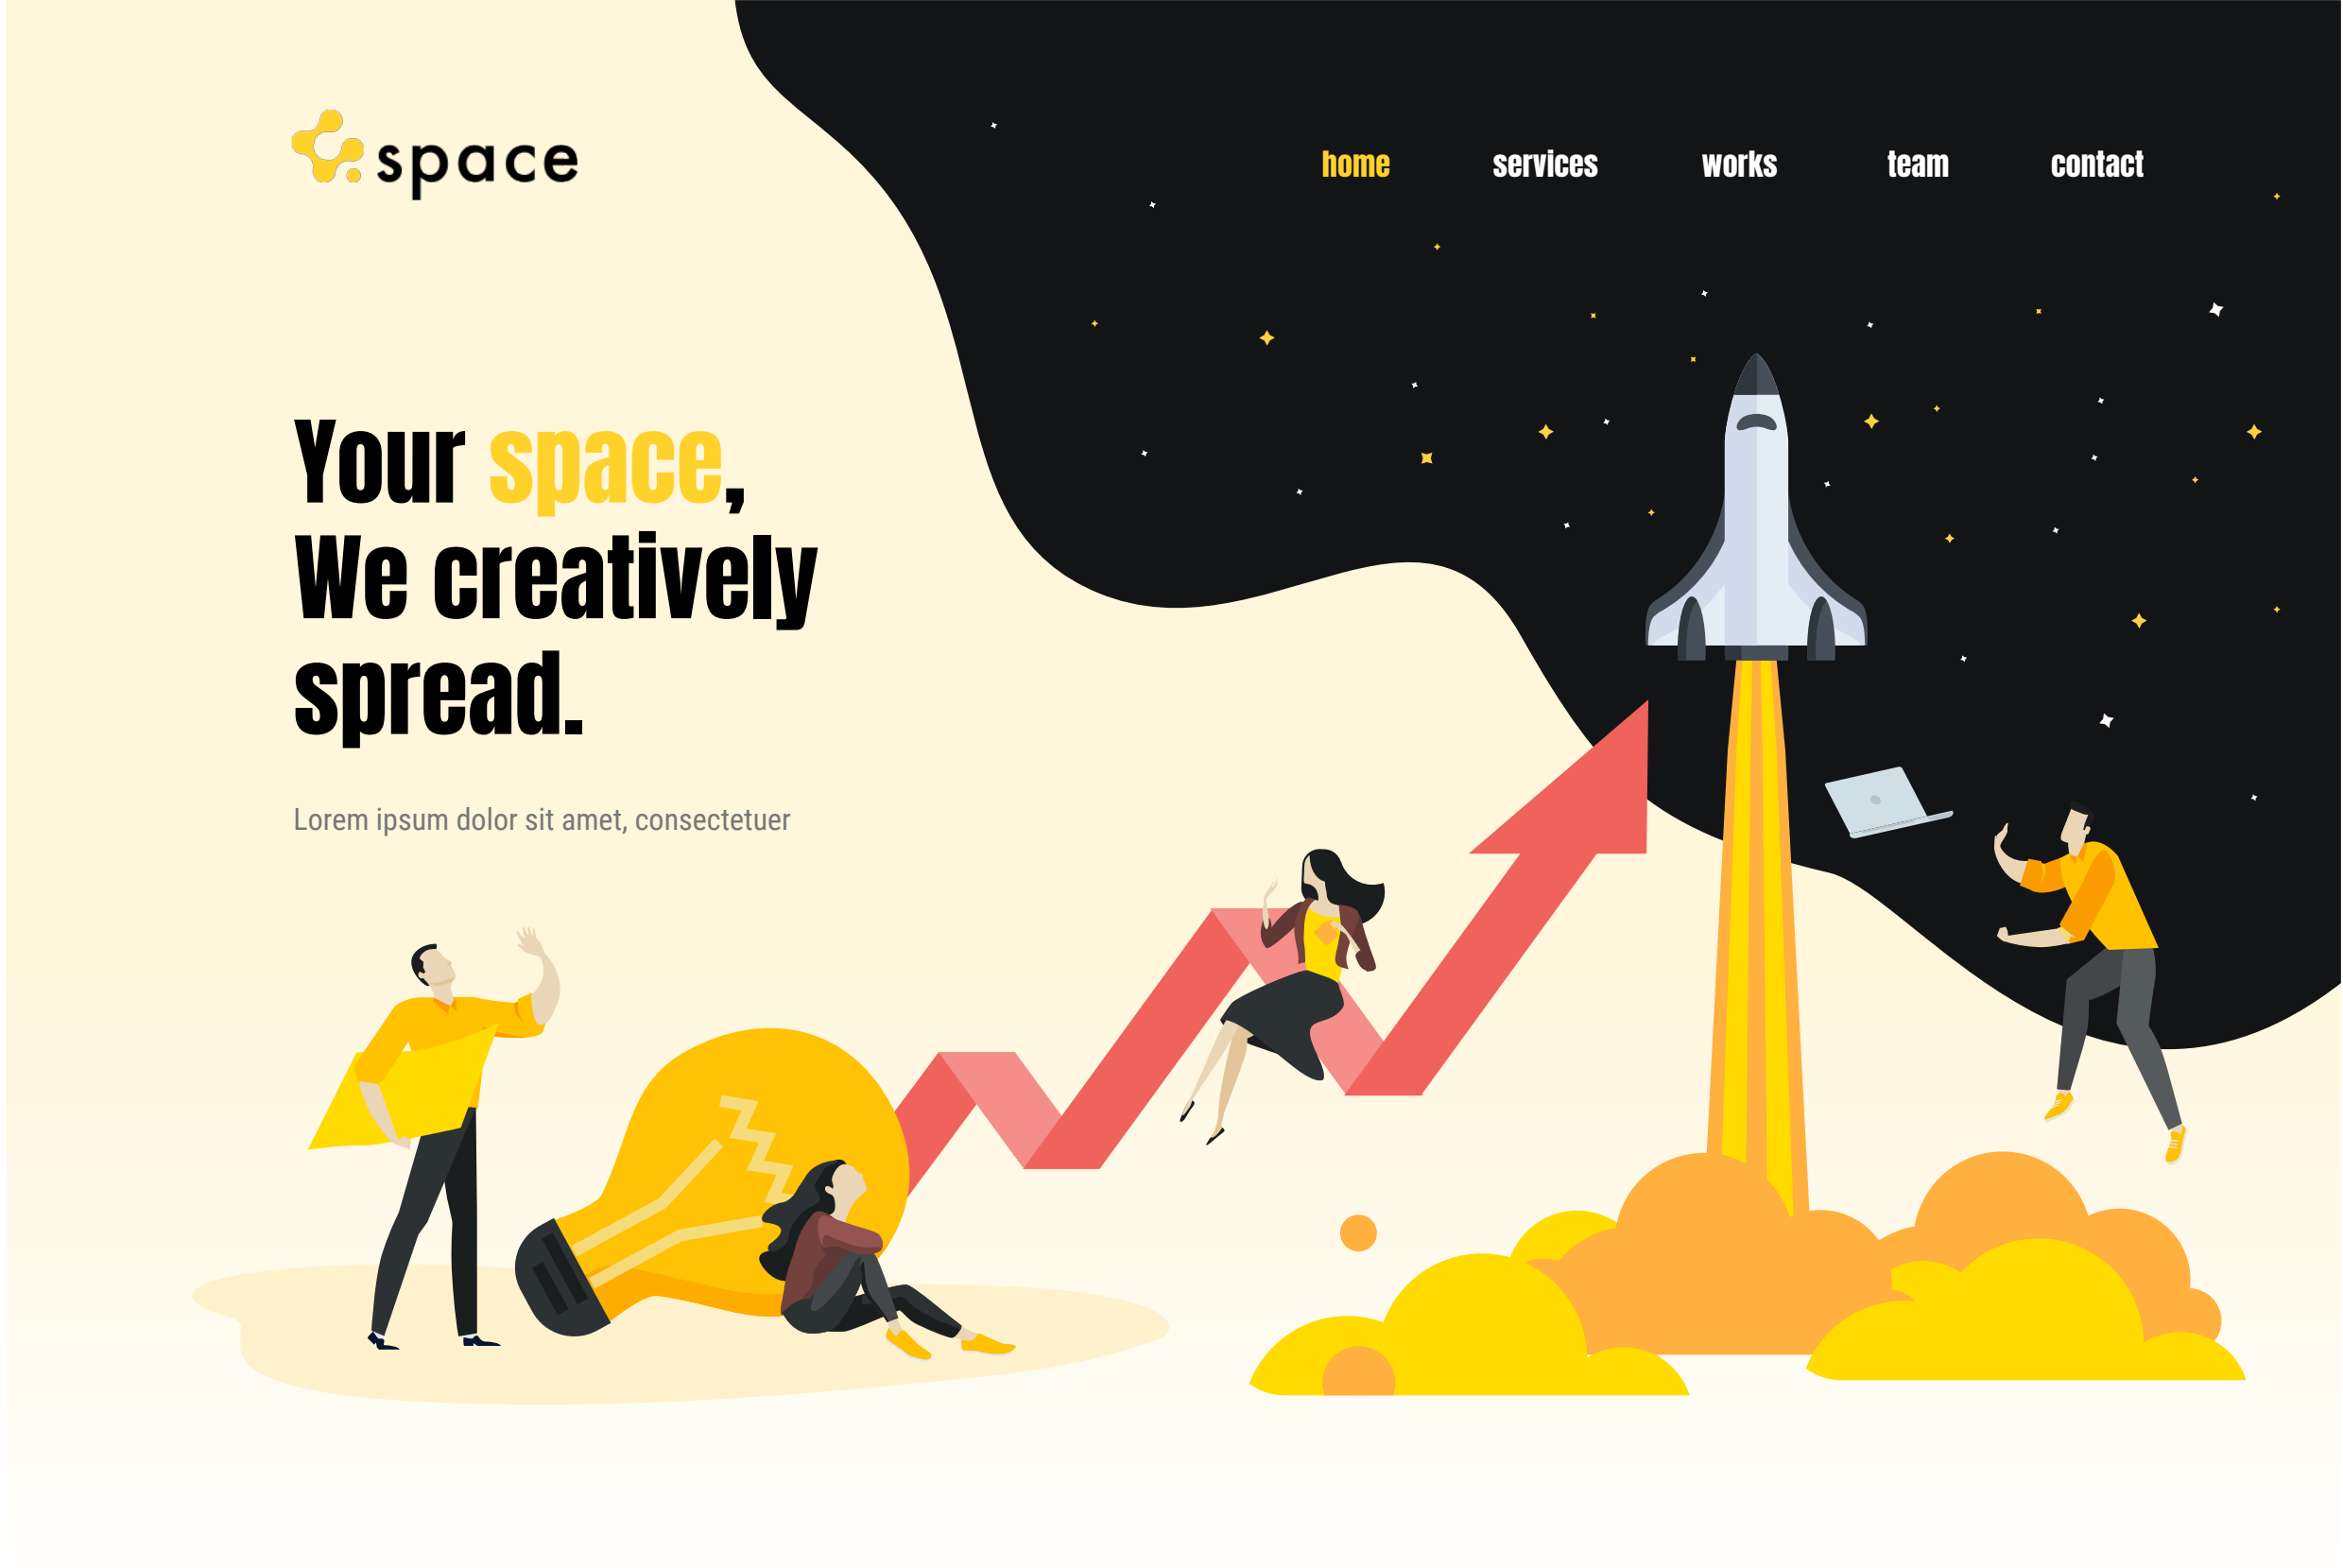 space
home services works team contact
Your space,
We creatively
spread.
Lorem ipsum dolor sit amet, consectetuer